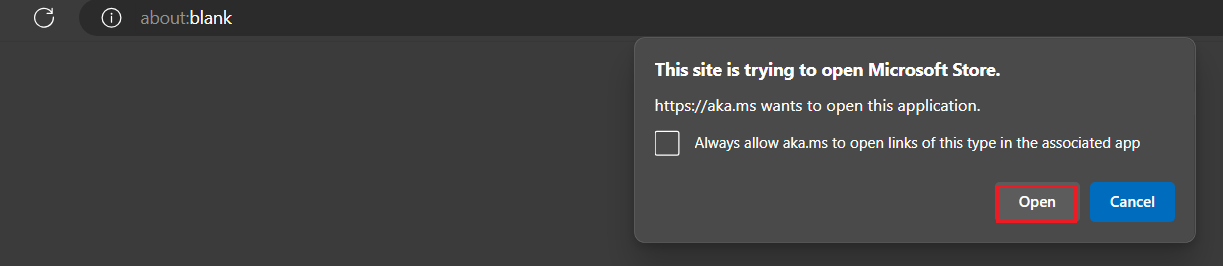 about:blank
This site is trying to open Microsoft Store.
https://aka.ms wants to open this application.
Always allow aka.ms to open links of this type in the associated app
Open Cancel